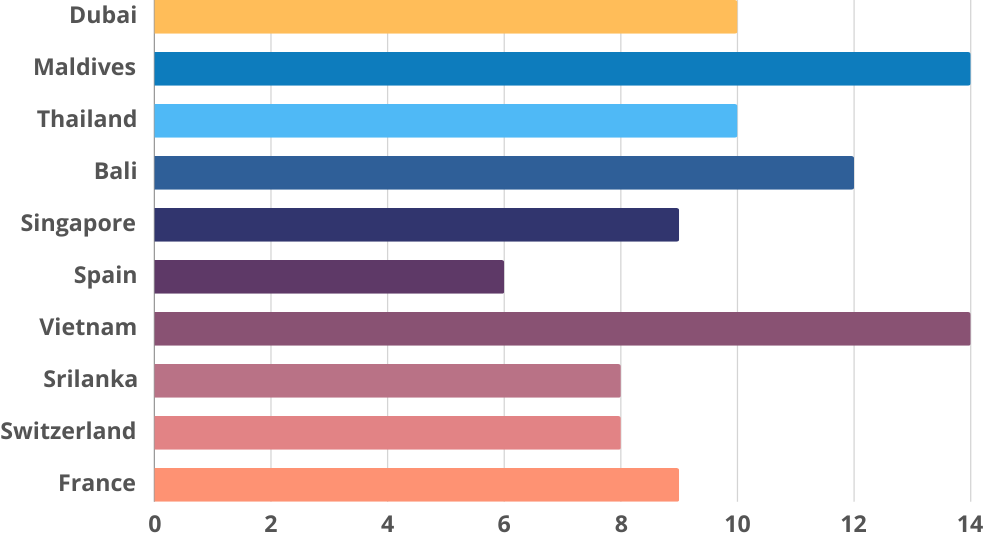 Dubai
Maldives
Thailand
Bali
Singapore
Spain
Vietnam
Srilanka
Switzerland
France
0 2 4 6 8 10 12 14